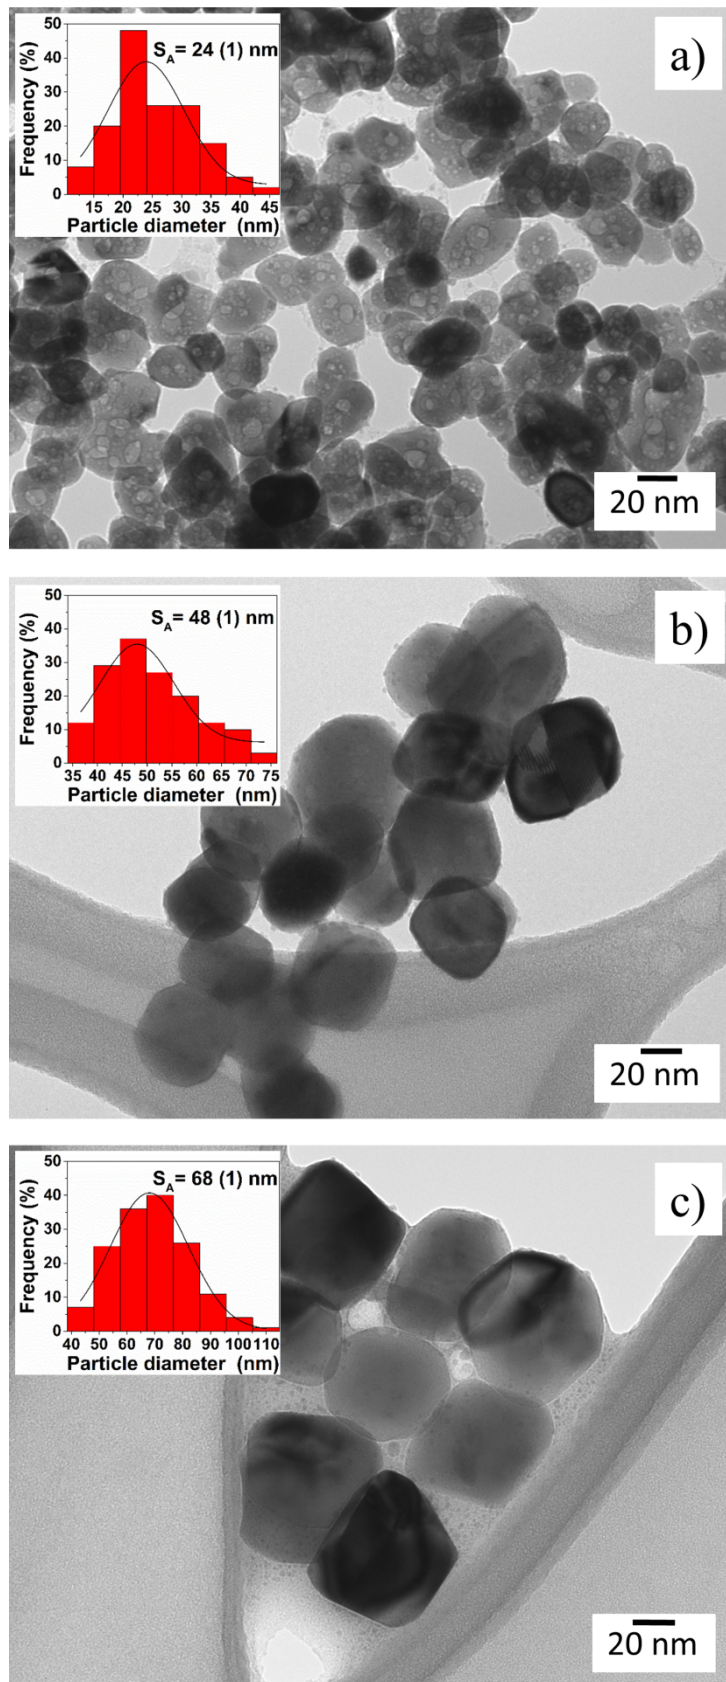 50
40
30
20
10
0
Frequency (%)
S_A= 24 (1) nm
15 20 25 30 35 40 45
Particle diameter (nm)
a)
20 nm
50
40
30
20
10
0
Frequency (%)
S_A= 48 (1) nm
35 40 45 50 55 60 65 70 75
Particle diameter (nm)
b)
20 nm
50
40
30
20
10
0
Frequency (%)
S_A= 68 (1) nm
40 50 60 70 80 90 100 110
Particle diameter (nm)
c)
20 nm